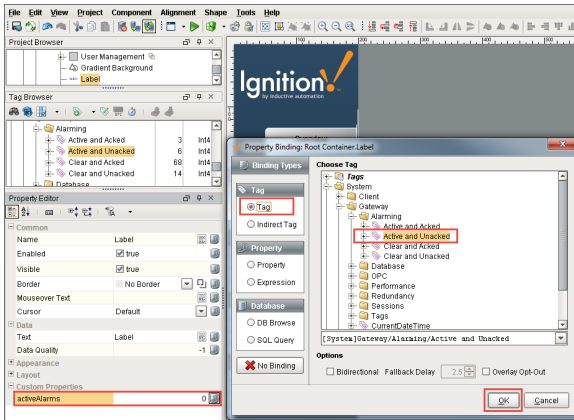 File Edit View Project Component Alignment Shape Tools Help
Project Browser
User Management
Gradient Background
Label
Tag Browser
Alarming
Active and Acked 3 Int4
Active and Unacked 6 Int4
Clear and Acked 68 Int4
Clear and Unacked 14 Int4
Database
Property Editor
Common
Name Label
Enabled true
Visible true
Border No Border
Mouseover Text
Cursor Default
Data
Text Label
Data Quality -1
Appearance
Layout
Custom Properties
activeAlarms 0
100 200 300 400 500
Ignition!
by inductive automation
Property Binding: Root Container.Label
Binding Types
Tag
Tag
Indirect Tag
Property
Property
Expression
Database
DB Browse
SQL Query
No Binding
Choose Tag
Tags
System
Client
Gateway
Alarming
Active and Acked
Active and Unacked
Clear and Acked
Clear and Unacked
Database
OPC
Performance
Redundancy
Sessions
Tags
CurrentDateTime
[System]Gateway/Alarming/Active and Unacked
Options
Bidirectional Fallback Delay 2.5 Overlay Opt-Out
OK Cancel